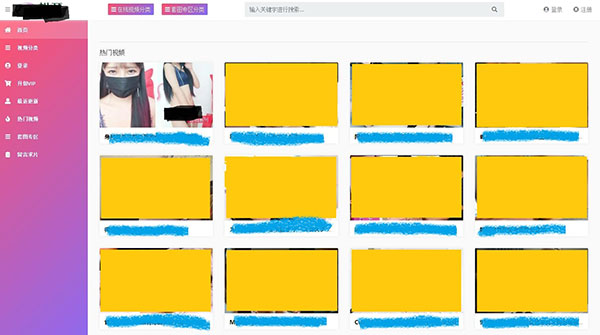 在线视频分类
套图专区分类
输入关键字进行搜索...
登录
注册
首页
视频分类
登录
开通VIP
最近更新
热门视频
套图专区
留言求片
热门视频